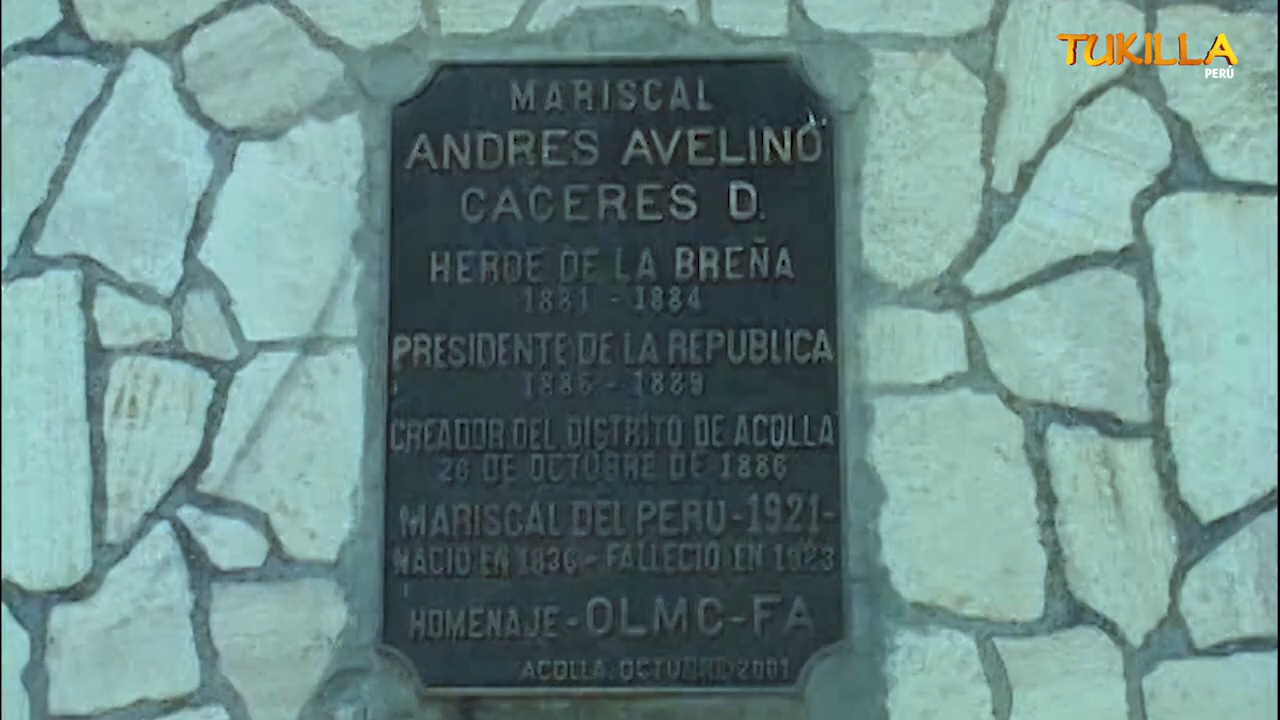 TUKILLA
PERÚ
MARISCAL
ANDRES AVELINO
CACERES D.
HEROE DE LA BREÑA
1881 - 1884
PRESIDENTE DE LA REPUBLICA
1886 - 1889
CREADOR DEL DISTRITO DE ACOLLA
26 DE OCTUBRE DE 1886
MARISCAL DEL PERU-1921-
NACIO EN 1836 - FALLECIO EN 1923
HOMENAJE - OLMC-FA
ACOLLA. OCTUBRE 2001